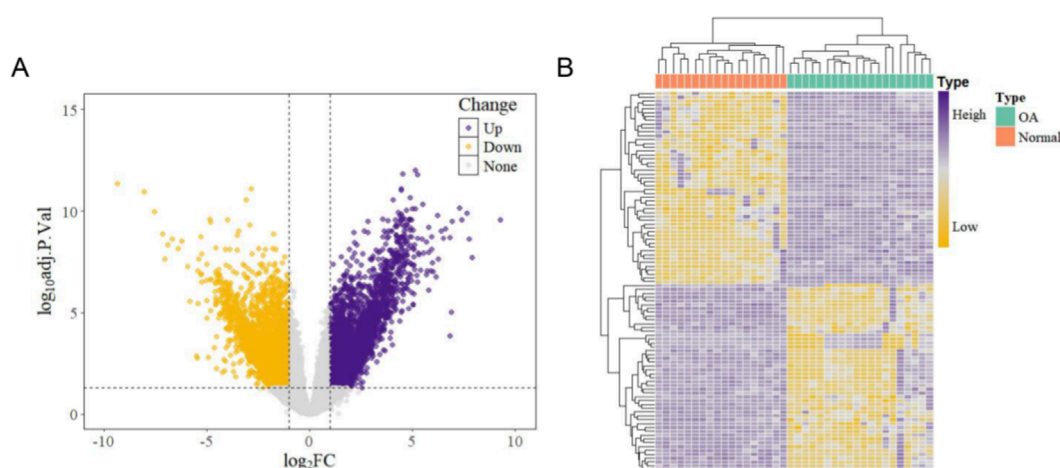 A
Change
Up
Down
None
15
10
5
0
log₁₀adj.P.Val
-10
-5
0
5
10
log₂FC
B
Type
Heigh
Low
Type
OA
Normal